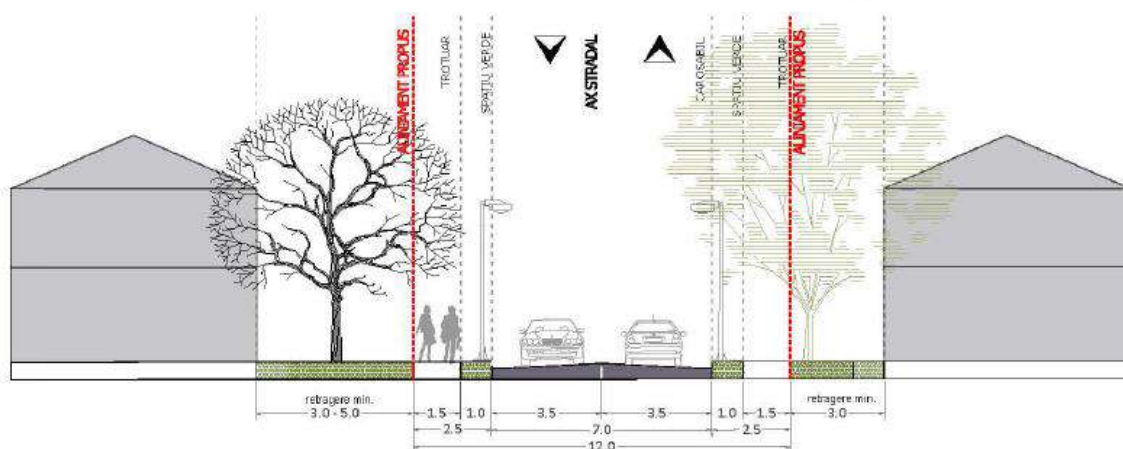 ALINIAMENT PROPUS
TROTUAR
SPAȚIU VERDE
AX STRADAL
CAROSABIL
SPAȚIU VERDE
TROTUAR
ALINIAMENT PROPUS
retragere min.
3.0 - 5.0
1.5
1.0
3.5
3.5
1.0
1.5
retragere min.
3.0
2.5
7.0
2.5
12.0